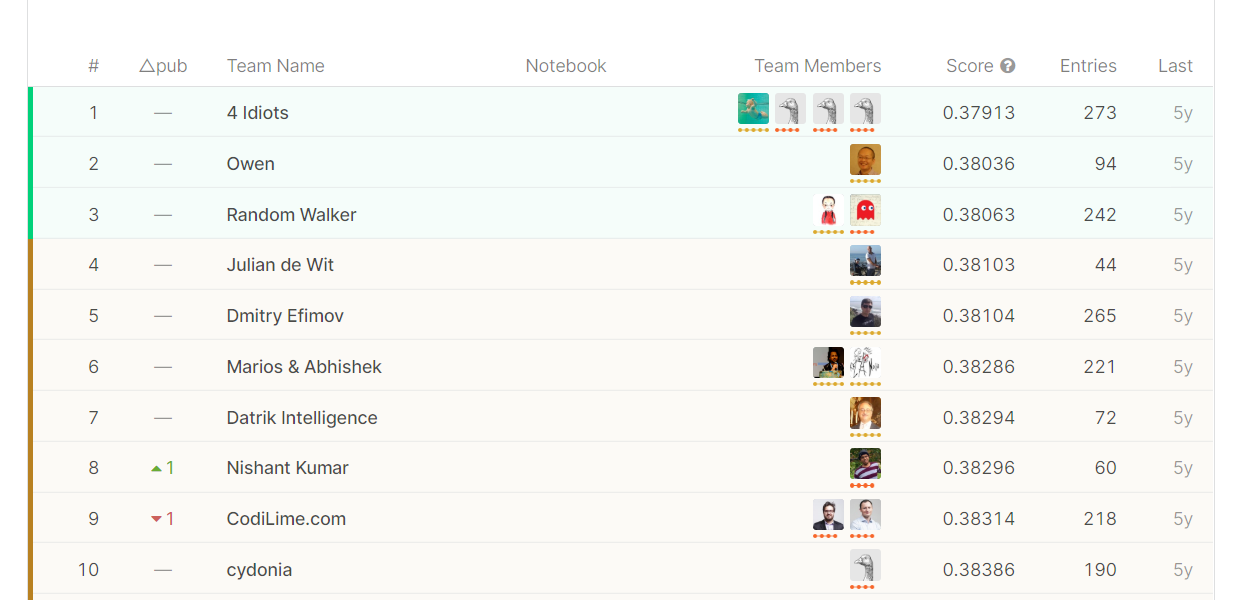 # △pub Team Name Notebook Team Members Score ? Entries Last
1 — 4 Idiots 0.37913 273 5y
2 — Owen 0.38036 94 5y
3 — Random Walker 0.38063 242 5y
4 — Julian de Wit 0.38103 44 5y
5 — Dmitry Efimov 0.38104 265 5y
6 — Marios & Abhishek 0.38286 221 5y
7 — Datrik Intelligence 0.38294 72 5y
8 ▲1 Nishant Kumar 0.38296 60 5y
9 ▼1 CodiLime.com 0.38314 218 5y
10 — cydonia 0.38386 190 5y